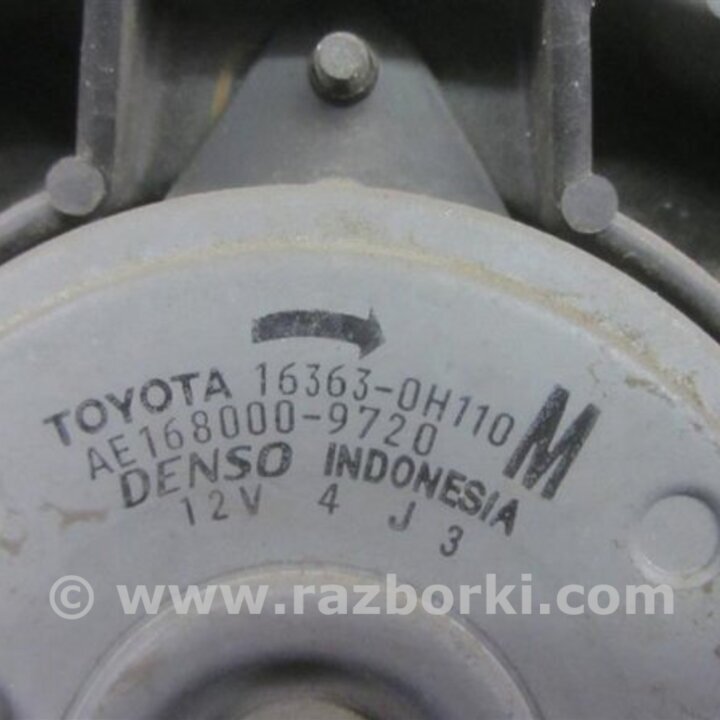 TOYOTA 16363-0H110 M
AE168000-9720
DENSO INDONESIA
12V 4 J 3
© www.razborki.com